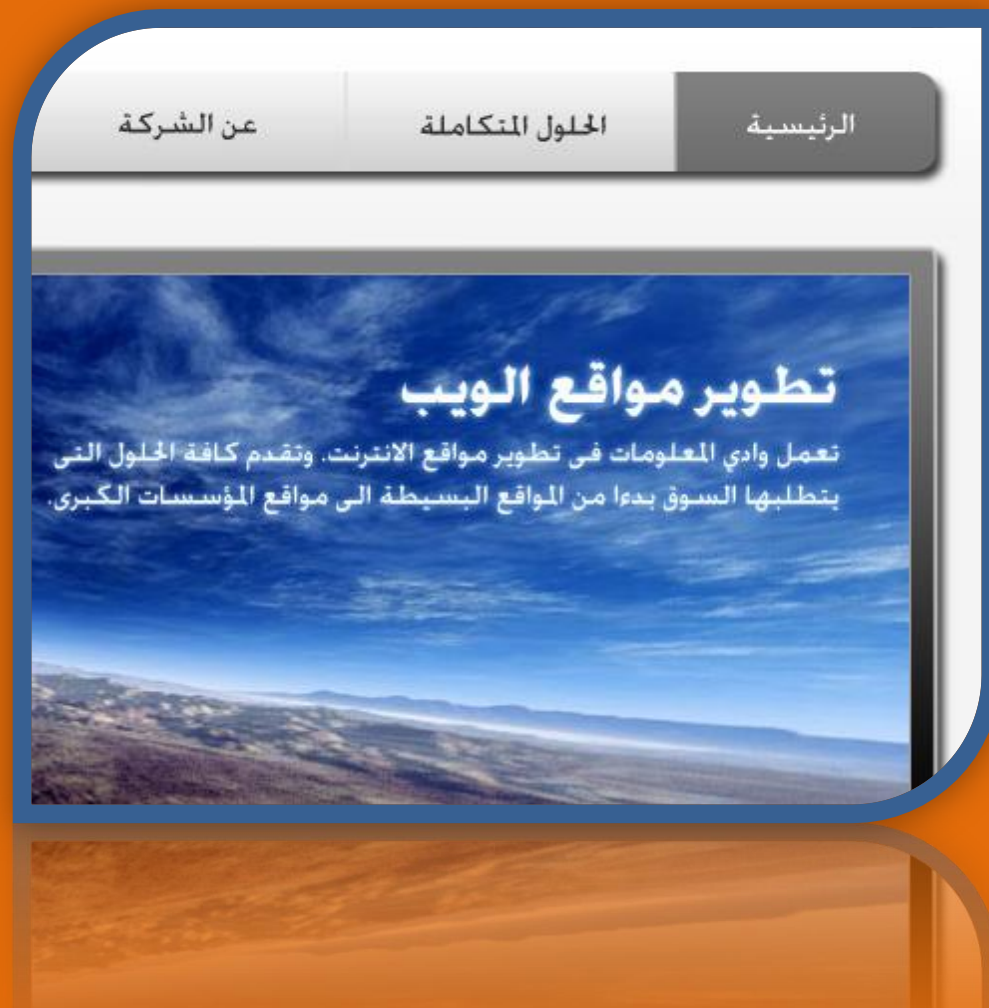 الرئيسية
الحلول المتكاملة
عن الشركة
تطوير مواقع الويب
تعمل وادي المعلومات فى تطوير مواقع الانترنت. وتقدم كافة الحلول التى
يتطلبها السوق بدءا من المواقع البسيطة الى مواقع المؤسسات الكبرى.